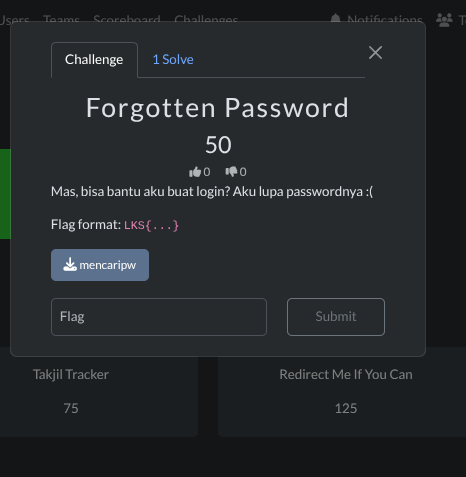 Users Teams Scoreboard Challenges Notifications
Challenge
1 Solve
Forgotten Password
50
0 0
Mas, bisa bantu aku buat login? Aku lupa passwordnya :(
Flag format: LKS{...}
mencaripw
Flag
Submit
Takjil Tracker
Redirect Me If You Can
75
125